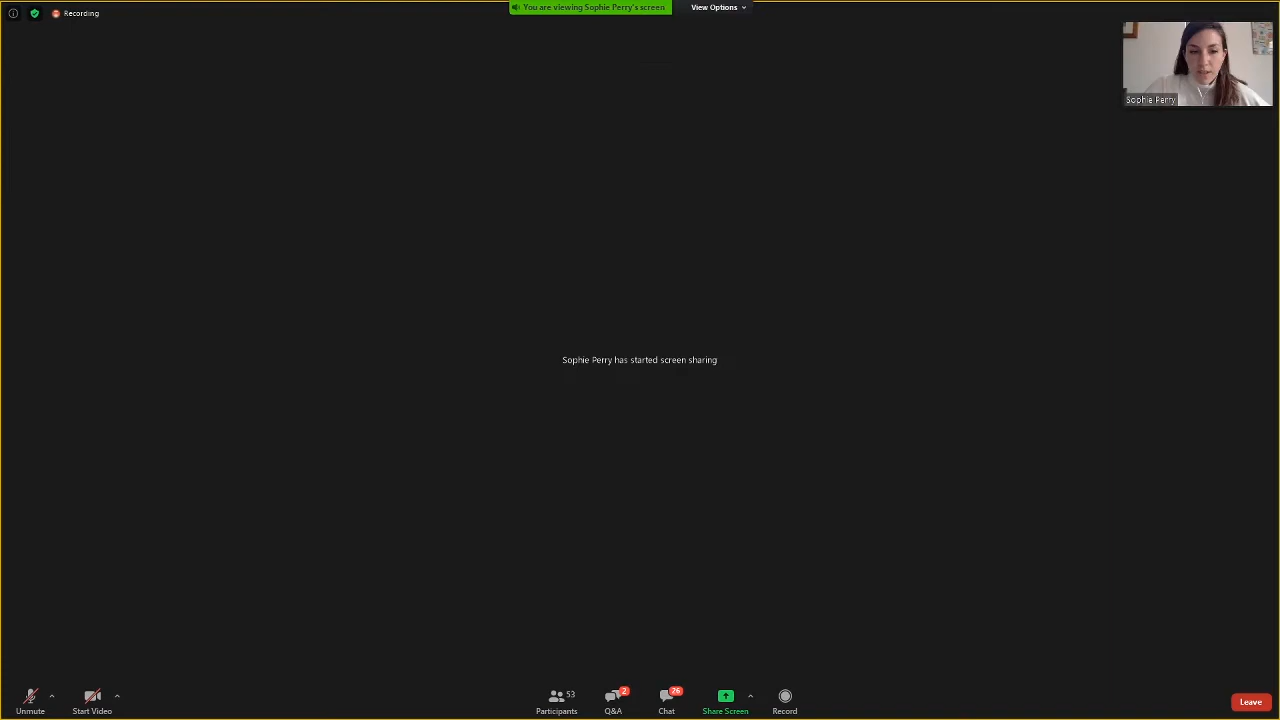 Recording
You are viewing Sophie Perry's screen
View Options
Sophie Perry
Sophie Perry has started screen sharing
Unmute
Start Video
53
Participants
2
Q&A
26
Chat
Share Screen
Record
Leave